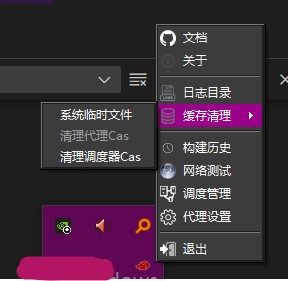 文档
关于
日志目录
缓存清理
系统临时文件
清理代理Cas
清理调度器Cas
构建历史
网络测试
调度管理
代理设置
退出